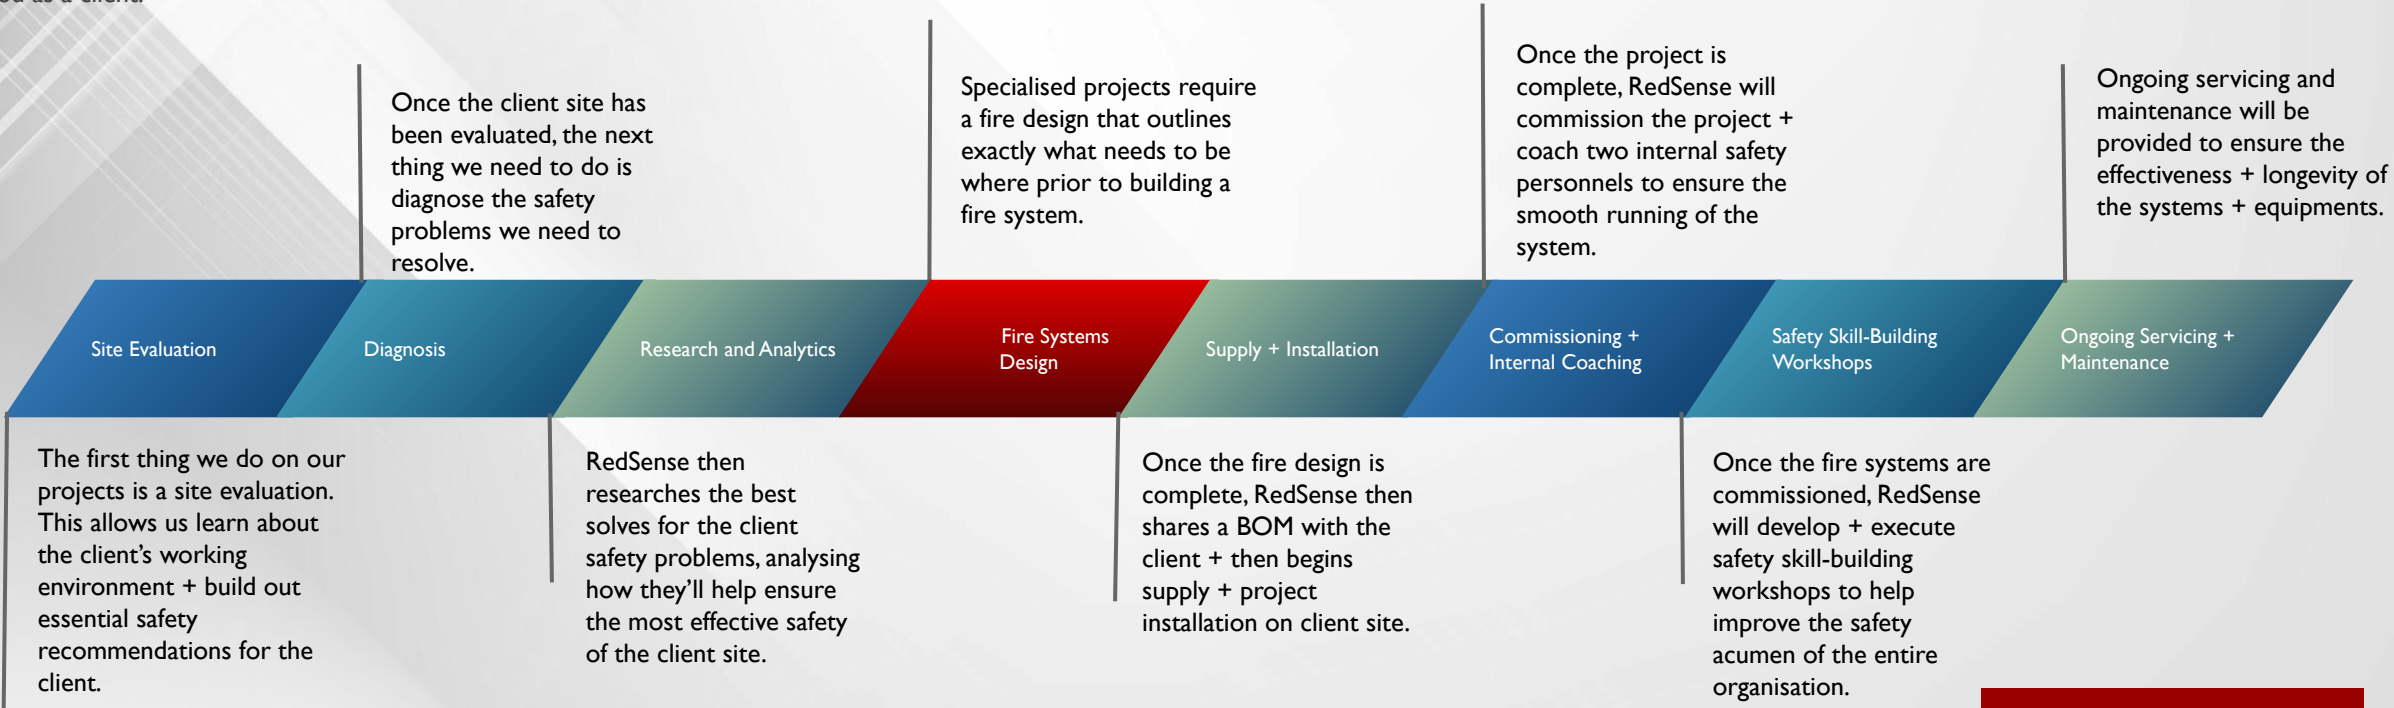 as a client.
Once the client site has
been evaluated, the next
thing we need to do is
diagnose the safety
problems we need to
resolve.
Specialised projects require
a fire design that outlines
exactly what needs to be
where prior to building a
fire system.
Once the project is
complete, RedSense will
commission the project +
coach two internal safety
personnels to ensure the
smooth running of the
system.
Ongoing servicing and
maintenance will be
provided to ensure the
effectiveness + longevity of
the systems + equipments.
Site Evaluation
Diagnosis
Research and Analytics
Fire Systems
Design
Supply + Installation
Commissioning +
Internal Coaching
Safety Skill-Building
Workshops
Ongoing Servicing +
Maintenance
The first thing we do on our
projects is a site evaluation.
This allows us learn about
the client’s working
environment + build out
essential safety
recommendations for the
client.
RedSense then
researches the best
solves for the client
safety problems, analysing
how they’ll help ensure
the most effective safety
of the client site.
Once the fire design is
complete, RedSense then
shares a BOM with the
client + then begins
supply + project
installation on client site.
Once the fire systems are
commissioned, RedSense
will develop + execute
safety skill-building
workshops to help
improve the safety
acumen of the entire
organisation.